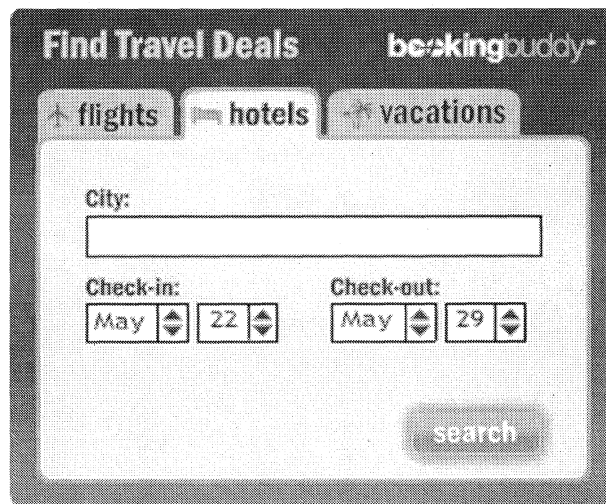 Find Travel Deals bookingbuddy
flights hotels vacations
City:
Check-in: Check-out:
May 22 May 29
search